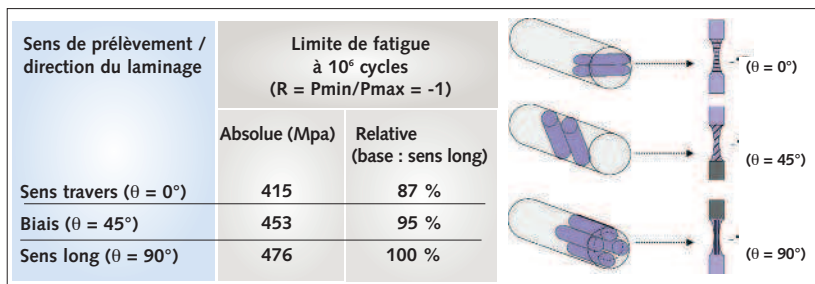 Sens de prélèvement /
direction du laminage
Limite de fatigue
à 10⁶ cycles
(R = Pmin/Pmax = -1)
Absolue (Mpa)
Relative
(base : sens long)
Sens travers (θ = 0°) 415 87 %
Biais (θ = 45°) 453 95 %
Sens long (θ = 90°) 476 100 %
(θ = 0°)
(θ = 45°)
(θ = 90°)